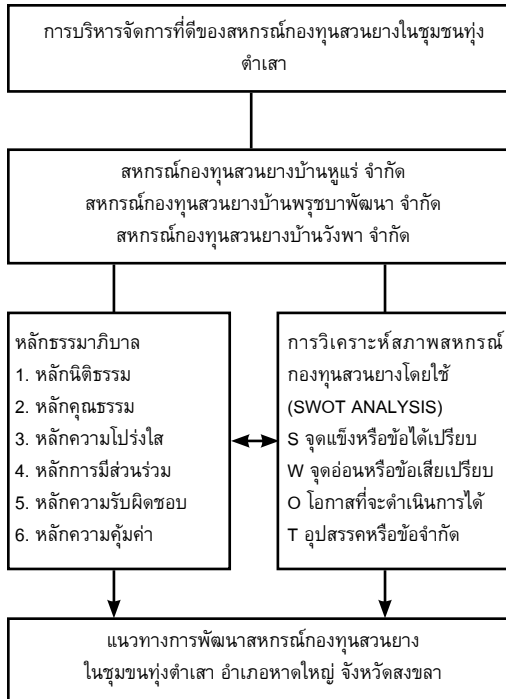 การบริหารจัดการที่ดีของสหกรณ์กองทุนสวนยางในชุมชนทุ่ง
ตำเสา
สหกรณ์กองทุนสวนยางบ้านหูแร่ จำกัด
สหกรณ์กองทุนสวนยางบ้านพรุชบาพัฒนา จำกัด
สหกรณ์กองทุนสวนยางบ้านวังพา จำกัด
หลักธรรมาภิบาล
1. หลักนิติธรรม
2. หลักคุณธรรม
3. หลักความโปร่งใส
4. หลักการมีส่วนร่วม
5. หลักความรับผิดชอบ
6. หลักความคุ้มค่า
การวิเคราะห์สภาพสหกรณ์
กองทุนสวนยางโดยใช้
(SWOT ANALYSIS)
S จุดแข็งหรือข้อได้เปรียบ
W จุดอ่อนหรือข้อเสียเปรียบ
O โอกาสที่จะดำเนินการได้
T อุปสรรคหรือข้อจำกัด
แนวทางการพัฒนาสหกรณ์กองทุนสวนยาง
ในชุมขนทุ่งตำเสา อำเภอหาดใหญ่ จังหวัดสงขลา